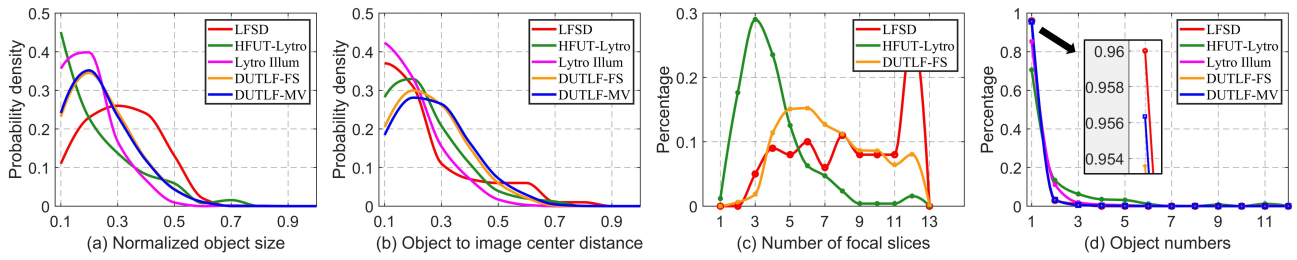 Probability density
0.5
0.4
0.3
0.2
0.1
0
0.1
0.3
0.5
0.7
0.9
LFSD
HFUT-Lytro
Lytro Illum
DUTLF-FS
DUTLF-MV
(a) Normalized object size
Probability density
0.5
0.4
0.3
0.2
0.1
0
0.1
0.3
0.5
0.7
0.9
LFSD
HFUT-Lytro
Lytro Illum
DUTLF-FS
DUTLF-MV
(b) Object to image center distance
Percentage
0.3%
0.2%
0.1%
0
1
3
5
7
9
11
13
LFSD
HFUT-Lytro
DUTLF-FS
(c) Number of focal slices
Percentage
1
0.8
0.6
0.4
0.2
0
1
3
5
7
9
11
0.96
0.958
0.956
0.954
LFSD
HFUT-Lytro
Lytro Illum
DUTLF-FS
DUTLF-MV
(d) Object numbers